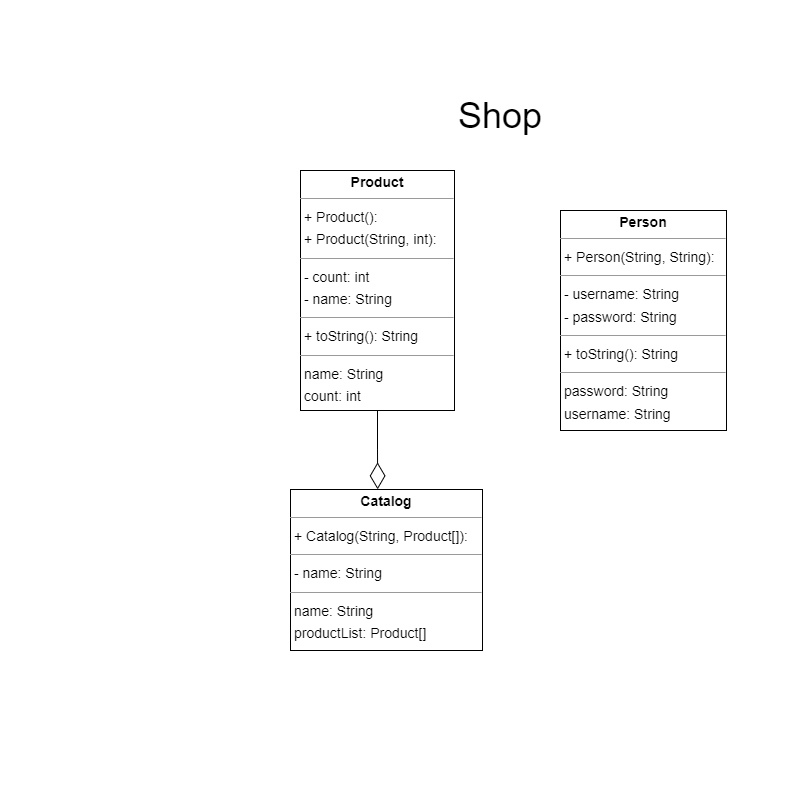 Shop
Product
+ Product():
+ Product(String, int):
- count: int
- name: String
+ toString(): String
name: String
count: int
Person
+ Person(String, String):
- username: String
- password: String
+ toString(): String
password: String
username: String
Catalog
+ Catalog(String, Product[]):
- name: String
name: String
productList: Product[]